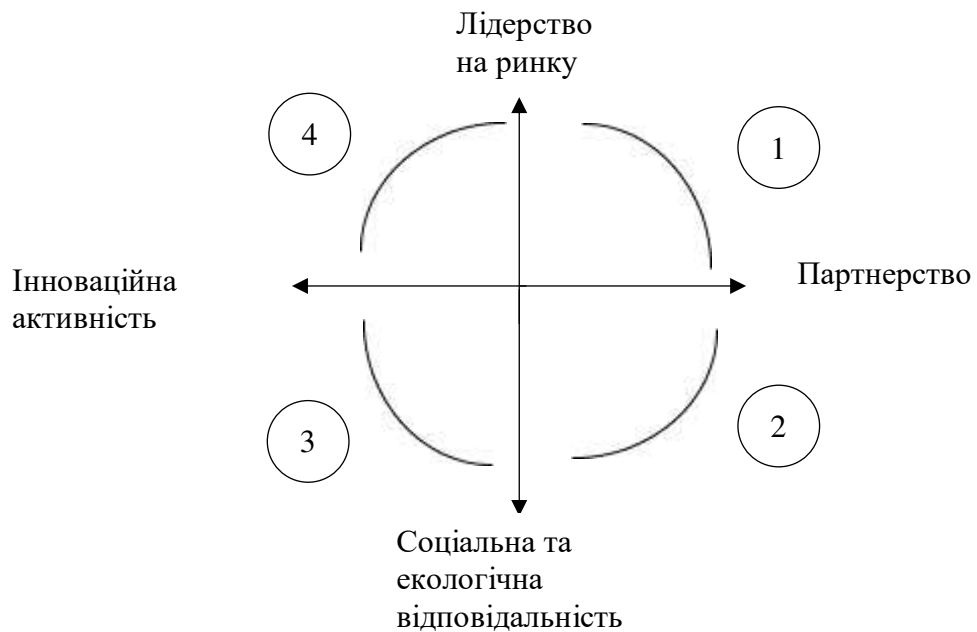 Лідерство
на ринку
4
1
Інноваційна
активність
Партнерство
3
2
Соціальна та
екологічна
відповідальність